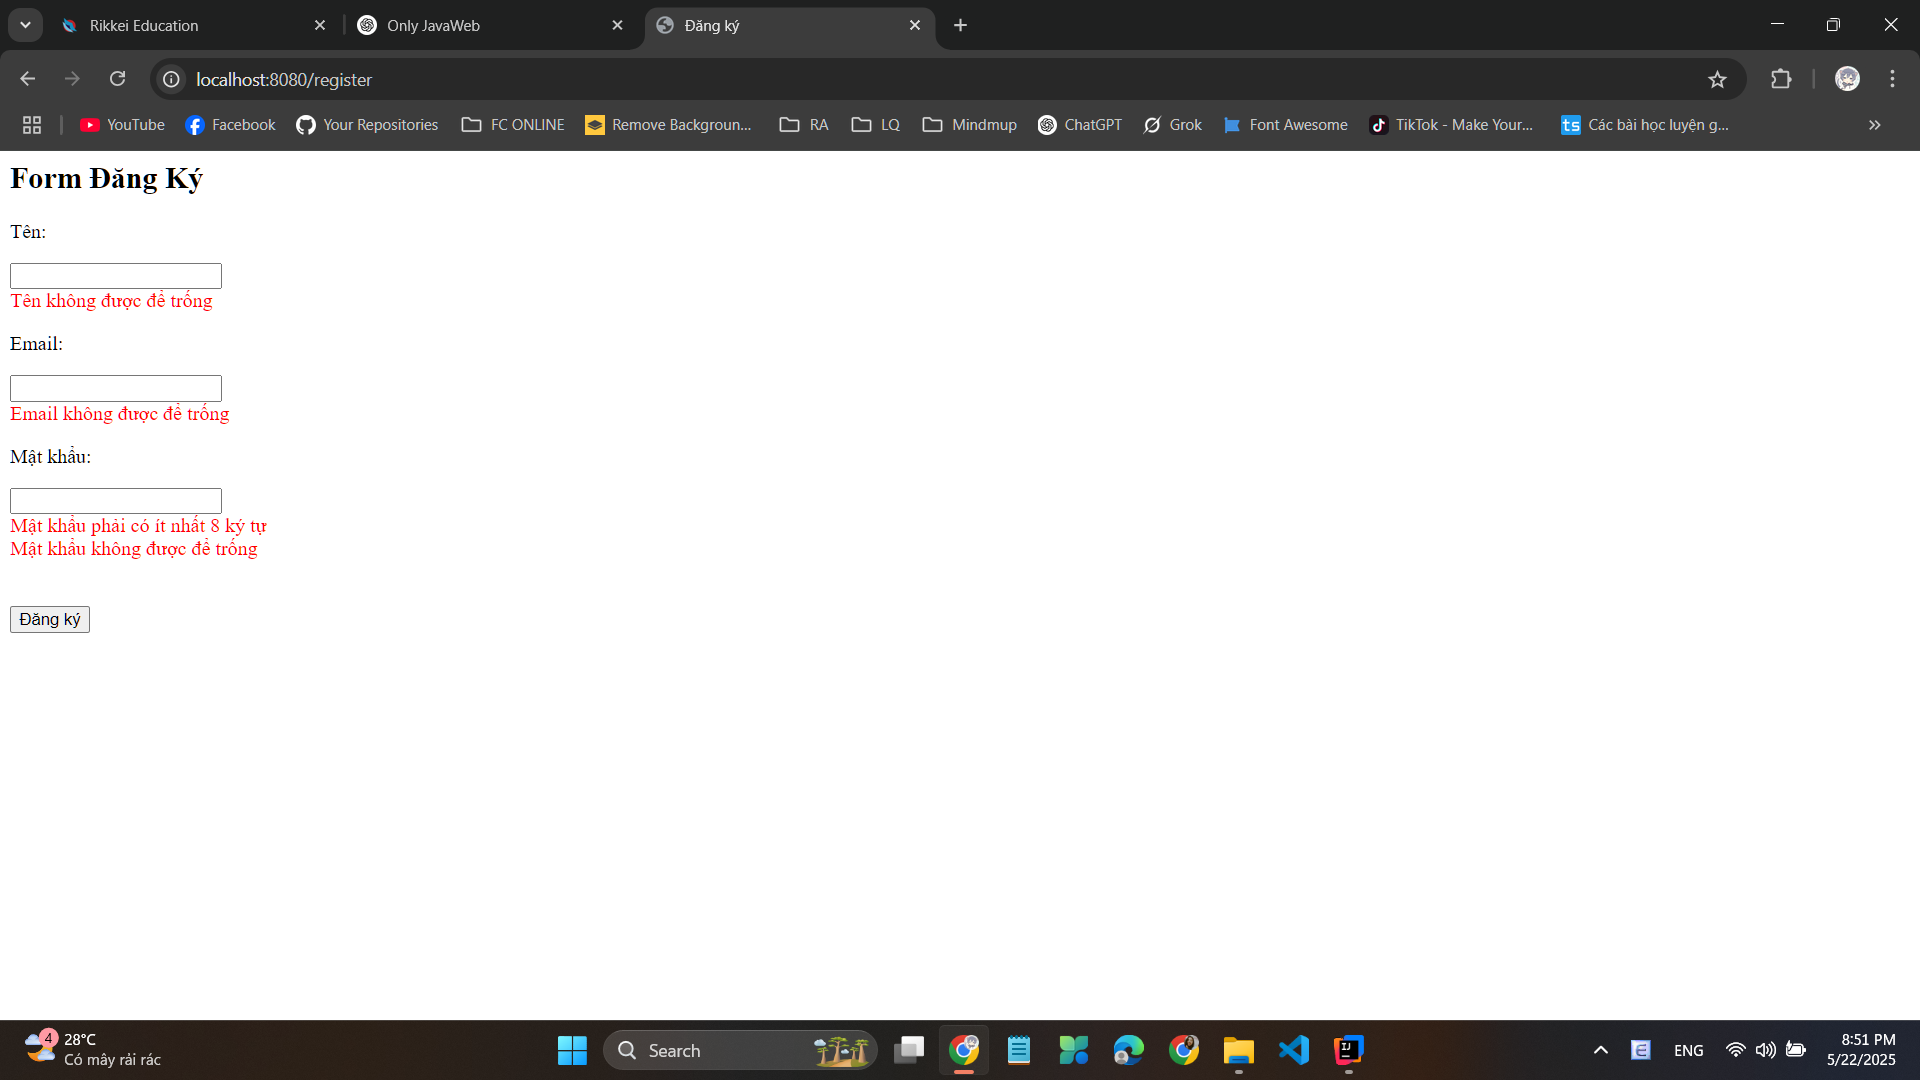 Rikkei Education
Only JavaWeb
Đăng ký
localhost:8080/register
YouTube
Facebook
Your Repositories
FC ONLINE
Remove Backgroun...
RA
LQ
Mindmup
ChatGPT
Grok
Font Awesome
TikTok - Make Your...
ts
Các bài học luyện g...
Form Đăng Ký
Tên:
Tên không được để trống
Email:
Email không được để trống
Mật khẩu:
Mật khẩu phải có ít nhất 8 ký tự
Mật khẩu không được để trống
Đăng ký
4
28°C
Có mây rải rác
Search
IJ
E
ENG
8:51 PM
5/22/2025